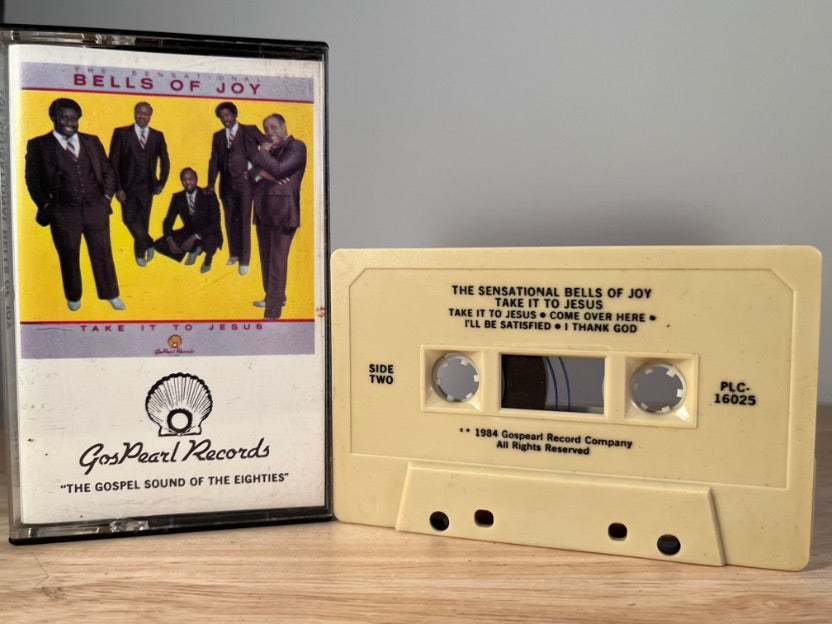 THE SENSATIONAL
BELLS OF JOY
TAKE IT TO JESUS
GosPearl Records
GosPearl Records
"THE GOSPEL SOUND OF THE EIGHTIES"
THE SENSATIONAL BELLS OF JOY
TAKE IT TO JESUS
TAKE IT TO JESUS • COME OVER HERE •
I'LL BE SATISFIED • I THANK GOD
SIDE
TWO
PLC-
16025
1984 Gospearl Record Company
All Rights Reserved